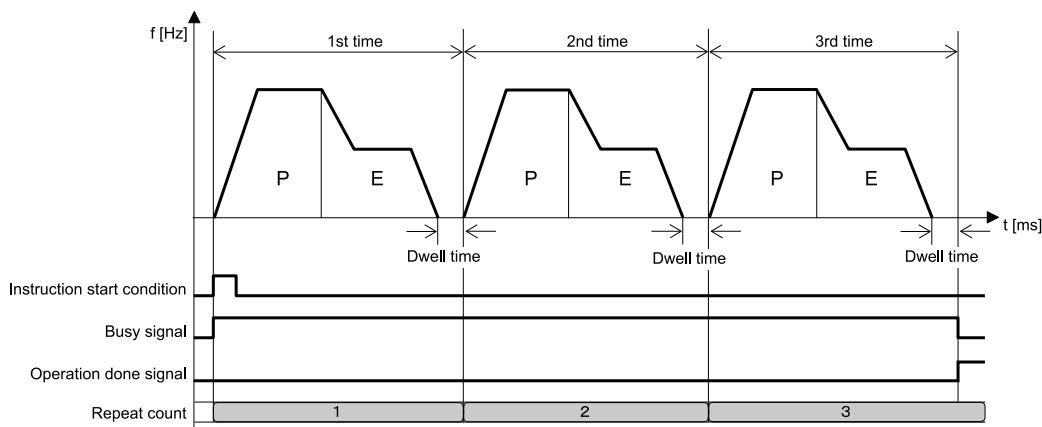 f [Hz]
1st time
2nd time
3rd time
P
E
P
E
P
E
t [ms]
Dwell time
Dwell time
Dwell time
Instruction start condition
Busy signal
Operation done signal
Repeat count
1
2
3